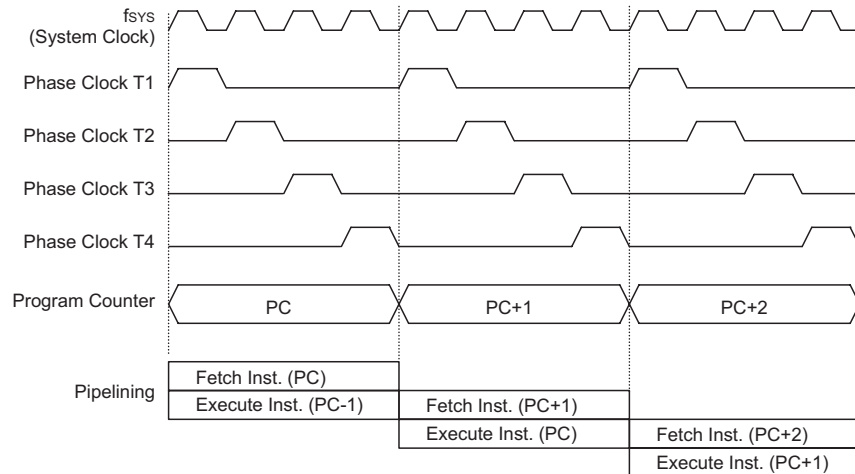 fSYS
(System Clock)
Phase Clock T1
Phase Clock T2
Phase Clock T3
Phase Clock T4
Program Counter
PC
PC+1
PC+2
Pipelining
Fetch Inst. (PC)
Execute Inst. (PC-1)
Fetch Inst. (PC+1)
Execute Inst. (PC)
Fetch Inst. (PC+2)
Execute Inst. (PC+1)